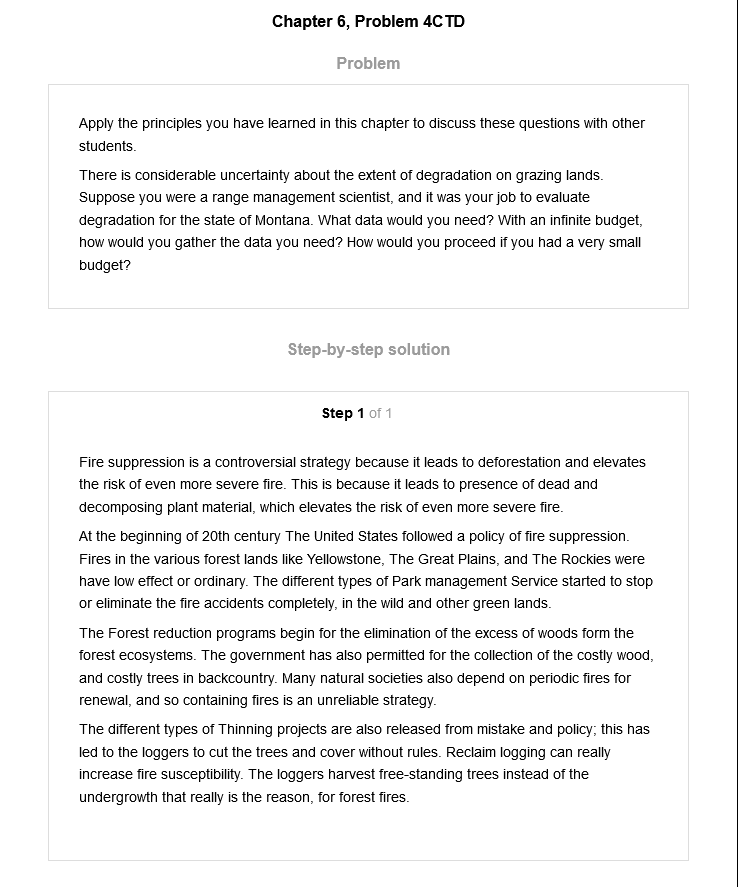 Chapter 6, Problem 4CTD
Problem
Apply the principles you have learned in this chapter to discuss these questions with other
students.
There is considerable uncertainty about the extent of degradation on grazing lands.
Suppose you were a range management scientist, and it was your job to evaluate
degradation for the state of Montana. What data would you need? With an infinite budget,
how would you gather the data you need? How would you proceed if you had a very small
budget?
Step-by-step solution
Step 1 of 1
Fire suppression is a controversial strategy because it leads to deforestation and elevates
the risk of even more severe fire. This is because it leads to presence of dead and
decomposing plant material, which elevates the risk of even more severe fire.
At the beginning of 20th century The United States followed a policy of fire suppression.
Fires in the various forest lands like Yellowstone, The Great Plains, and The Rockies were
have low effect or ordinary. The different types of Park management Service started to stop
or eliminate the fire accidents completely, in the wild and other green lands.
The Forest reduction programs begin for the elimination of the excess of woods form the
forest ecosystems. The government has also permitted for the collection of the costly wood,
and costly trees in backcountry. Many natural societies also depend on periodic fires for
renewal, and so containing fires is an unreliable strategy.
The different types of Thinning projects are also released from mistake and policy; this has
led to the loggers to cut the trees and cover without rules. Reclaim logging can really
increase fire susceptibility. The loggers harvest free-standing trees instead of the
undergrowth that really is the reason, for forest fires.